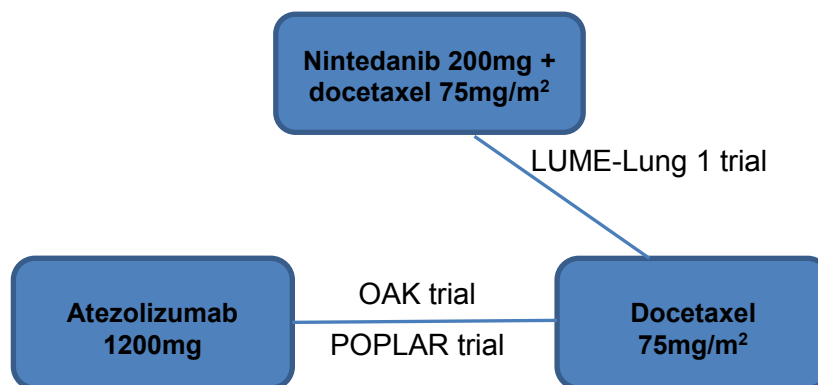 Nintedanib 200mg +
docetaxel 75mg/m²
LUME-Lung 1 trial
Atezolizumab
1200mg
OAK trial
POPLAR trial
Docetaxel
75mg/m²